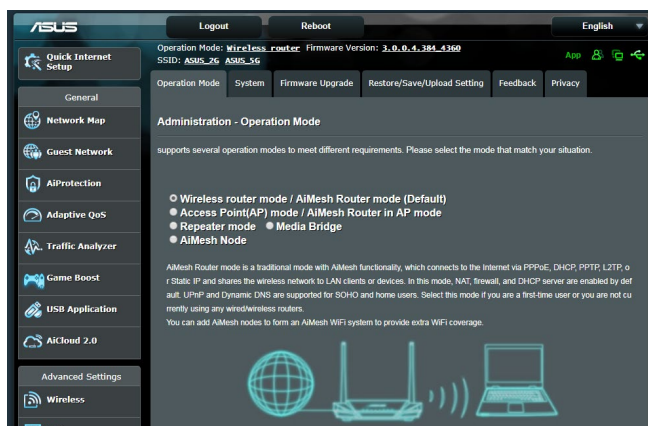 ASUS
Logout
Reboot
English
Quick Internet
Setup
Operation Mode: Wireless router Firmware Version: 3.0.0.4.384_4360
SSID: ASUS_2G ASUS_5G
App
Operation Mode
System
Firmware Upgrade
Restore/Save/Upload Setting
Feedback
Privacy
General
Network Map
Guest Network
AiProtection
Adaptive QoS
Traffic Analyzer
Game Boost
USB Application
AiCloud 2.0
Advanced Settings
Wireless
Administration - Operation Mode
supports several operation modes to meet different requirements. Please select the mode that match your situation.
Wireless router mode / AiMesh Router mode (Default)
Access Point(AP) mode / AiMesh Router in AP mode
Repeater mode Media Bridge
AiMesh Node
AiMesh Router mode is a traditional mode with AiMesh functionality, which connects to the Internet via PPPoE, DHCP, PPTP, L2TP, o
r Static IP and shares the wireless network to LAN clients or devices. In this mode, NAT, firewall, and DHCP server are enabled by def
ault. UPnP and Dynamic DNS are supported for SOHO and home users. Select this mode if you are a first-time user or you are not cu
rrently using any wired/wireless routers.
You can add AiMesh nodes to form an AiMesh WiFi system to provide extra WiFi coverage.